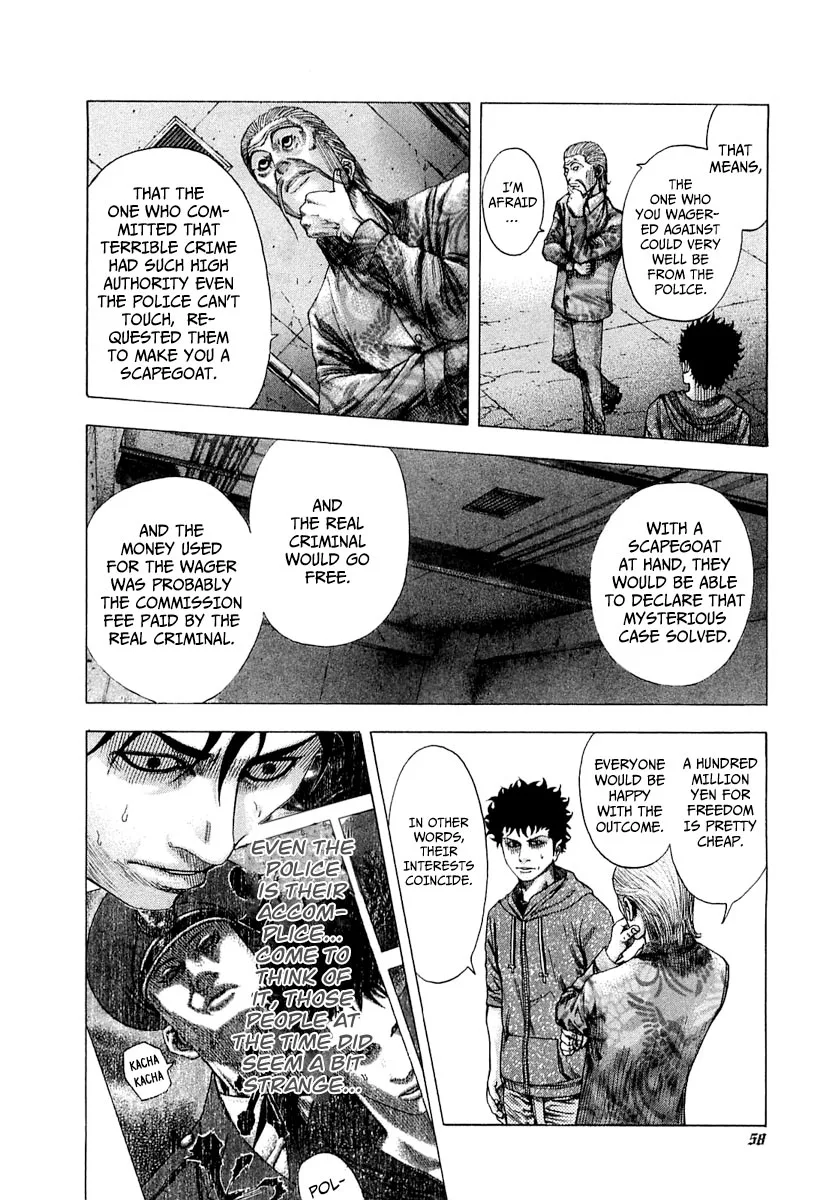 THAT
MEANS,
THE
ONE WHO
YOU WAGER-
ED AGAINST
COULD VERY
WELL BE
FROM THE
POLICE.
I'M
AFRAID
...
THAT THE
ONE WHO COM-
MITTED THAT
TERRIBLE CRIME
HAD SUCH HIGH
AUTHORITY EVEN
THE POLICE CAN'T
TOUCH, RE-
QUESTED THEM
TO MAKE YOU A
SCAPEGOAT.
WITH A
SCAPEGOAT
AT HAND, THEY
WOULD BE ABLE
TO DECLARE THAT
MYSTERIOUS
CASE SOLVED.
AND
THE REAL
CRIMINAL
WOULD GO
FREE.
AND THE
MONEY USED
FOR THE WAGER
WAS PROBABLY
THE COMMISSION
FEE PAID BY THE
REAL CRIMINAL.
A HUNDRED
MILLION
YEN FOR
FREEDOM
IS PRETTY
CHEAP.
EVERYONE
WOULD BE
HAPPY
WITH THE
OUTCOME.
IN OTHER
WORDS,
THEIR
INTERESTS
COINCIDE.
EVEN THE
POLICE
IS THEIR
ACCOM-
PLICE...
COME TO
THINK OF
IT, THOSE
PEOPLE AT
THE TIME DID
SEEM A BIT
STRANGE...
KACHA
KACHA
POL-
58